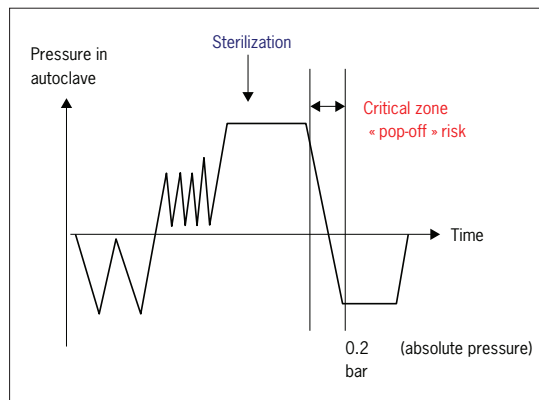 Sterilization
Pressure in
autoclave
Critical zone
« pop-off » risk
Time
0.2 (absolute pressure)
bar